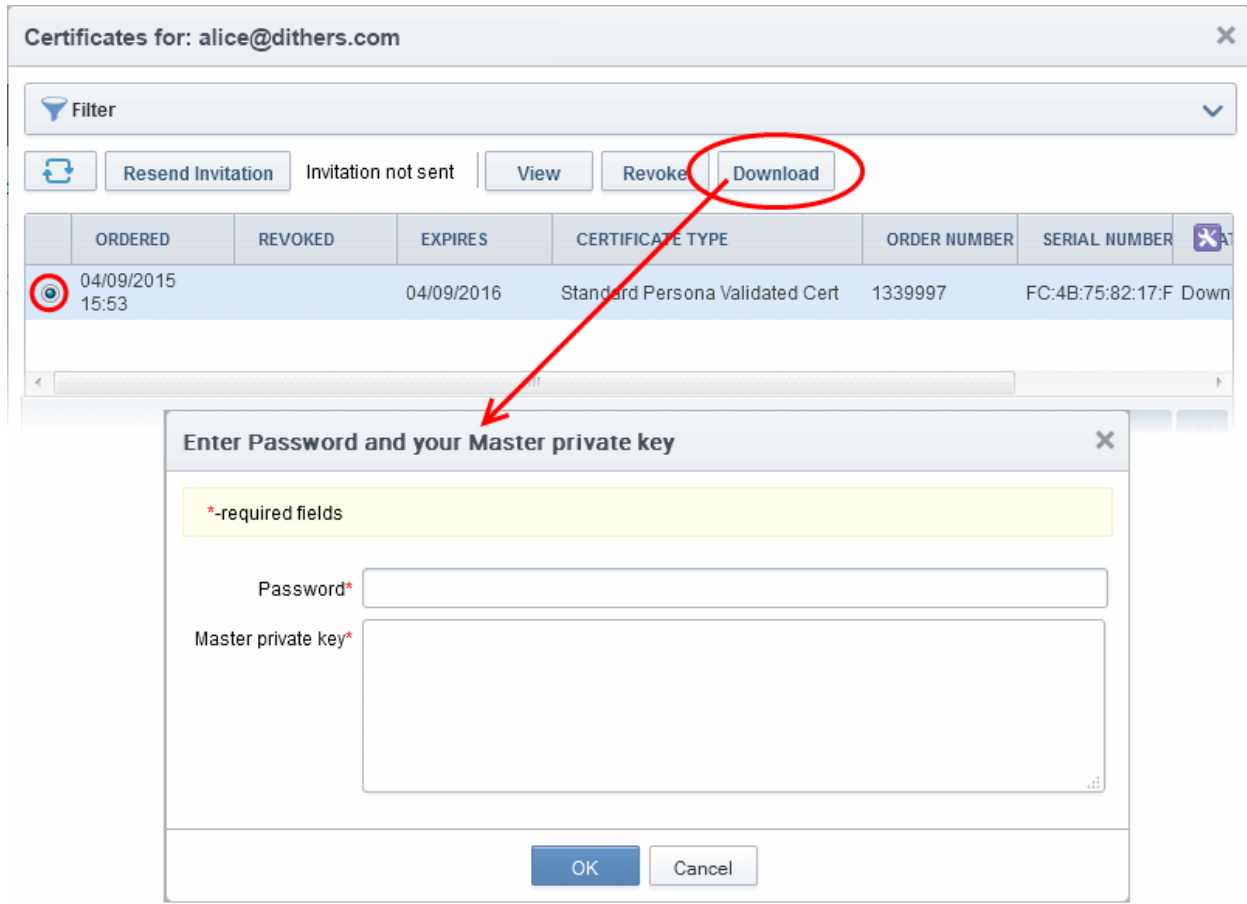 Certificates for: alice@dithers.com
Filter
Resend Invitation Invitation not sent View Revoke Download
ORDERED REVOKED EXPIRES CERTIFICATE TYPE ORDER NUMBER SERIAL NUMBER
04/09/2015
15:53 04/09/2016 Standard Persona Validated Cert 1339997 FC:4B:75:82:17:F Downl
Enter Password and your Master private key
*-required fields
Password*
Master private key*
OK Cancel